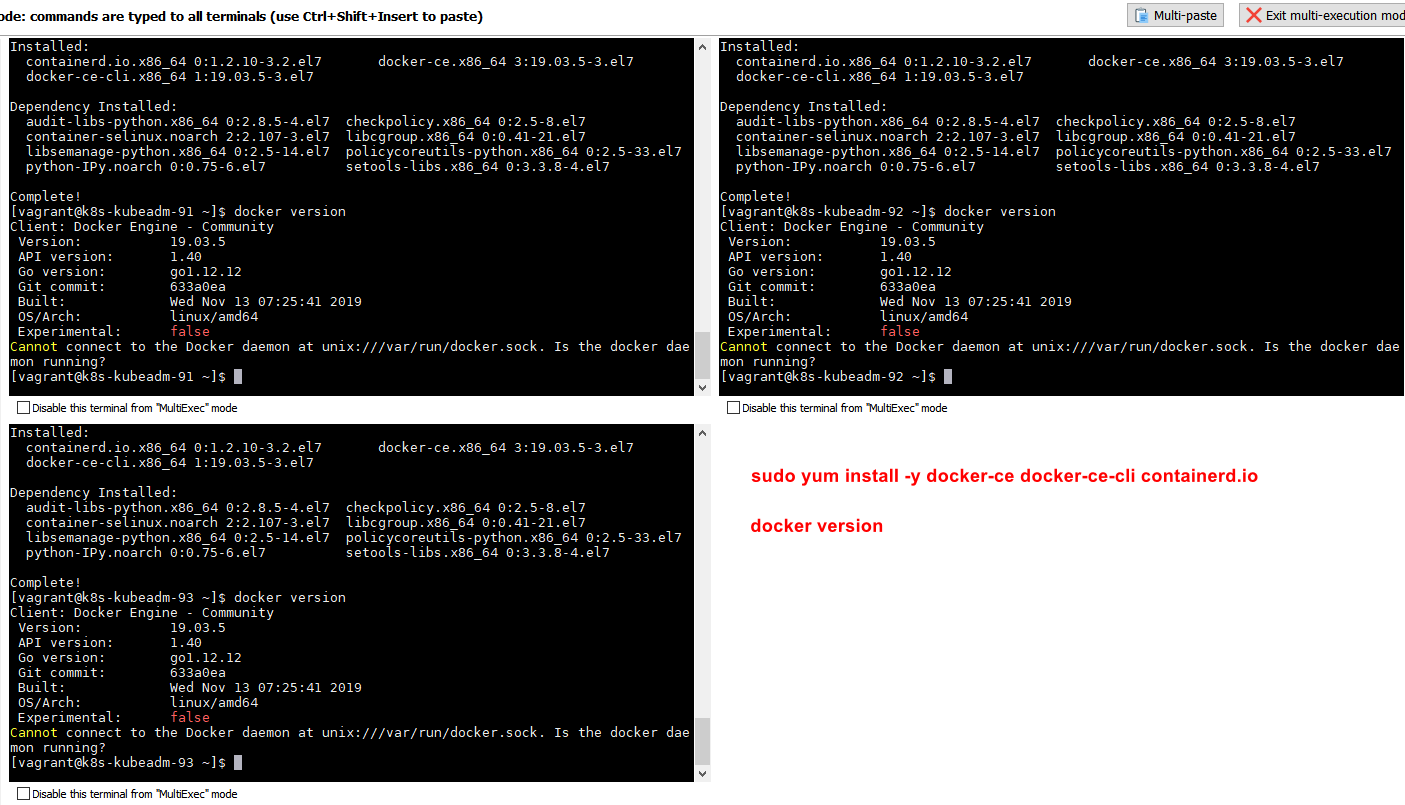 ode: commands are typed to all terminals (use Ctrl+Shift+Insert to paste)
Multi-paste
Exit multi-execution mod
Installed:
containerd.io.x86_64 0:1.2.10-3.2.el7 docker-ce.x86_64 3:19.03.5-3.el7
docker-ce-cli.x86_64 1:19.03.5-3.el7
Dependency Installed:
audit-libs-python.x86_64 0:2.8.5-4.el7 checkpolicy.x86_64 0:2.5-8.el7
container-selinux.noarch 2:2.107-3.el7 libcgroup.x86_64 0:0.41-21.el7
libsemanage-python.x86_64 0:2.5-14.el7 policycoreutils-python.x86_64 0:2.5-33.el7
python-IPy.noarch 0:0.75-6.el7 setools-libs.x86_64 0:3.3.8-4.el7
Complete!
[vagrant@k8s-kubeadm-91 ~]$ docker version
Client: Docker Engine - Community
Version: 19.03.5
API version: 1.40
Go version: go1.12.12
Git commit: 633a0ea
Built: Wed Nov 13 07:25:41 2019
OS/Arch: linux/amd64
Experimental: false
Cannot connect to the Docker daemon at unix:///var/run/docker.sock. Is the docker dae
mon running?
[vagrant@k8s-kubeadm-91 ~]$
Disable this terminal from "MultiExec" mode
Installed:
containerd.io.x86_64 0:1.2.10-3.2.el7 docker-ce.x86_64 3:19.03.5-3.el7
docker-ce-cli.x86_64 1:19.03.5-3.el7
Dependency Installed:
audit-libs-python.x86_64 0:2.8.5-4.el7 checkpolicy.x86_64 0:2.5-8.el7
container-selinux.noarch 2:2.107-3.el7 libcgroup.x86_64 0:0.41-21.el7
libsemanage-python.x86_64 0:2.5-14.el7 policycoreutils-python.x86_64 0:2.5-33.el7
python-IPy.noarch 0:0.75-6.el7 setools-libs.x86_64 0:3.3.8-4.el7
Complete!
[vagrant@k8s-kubeadm-92 ~]$ docker version
Client: Docker Engine - Community
Version: 19.03.5
API version: 1.40
Go version: go1.12.12
Git commit: 633a0ea
Built: Wed Nov 13 07:25:41 2019
OS/Arch: linux/amd64
Experimental: false
Cannot connect to the Docker daemon at unix:///var/run/docker.sock. Is the docker dae
mon running?
[vagrant@k8s-kubeadm-92 ~]$
Disable this terminal from "MultiExec" mode
Installed:
containerd.io.x86_64 0:1.2.10-3.2.el7 docker-ce.x86_64 3:19.03.5-3.el7
docker-ce-cli.x86_64 1:19.03.5-3.el7
Dependency Installed:
audit-libs-python.x86_64 0:2.8.5-4.el7 checkpolicy.x86_64 0:2.5-8.el7
container-selinux.noarch 2:2.107-3.el7 libcgroup.x86_64 0:0.41-21.el7
libsemanage-python.x86_64 0:2.5-14.el7 policycoreutils-python.x86_64 0:2.5-33.el7
python-IPy.noarch 0:0.75-6.el7 setools-libs.x86_64 0:3.3.8-4.el7
Complete!
[vagrant@k8s-kubeadm-93 ~]$ docker version
Client: Docker Engine - Community
Version: 19.03.5
API version: 1.40
Go version: go1.12.12
Git commit: 633a0ea
Built: Wed Nov 13 07:25:41 2019
OS/Arch: linux/amd64
Experimental: false
Cannot connect to the Docker daemon at unix:///var/run/docker.sock. Is the docker dae
mon running?
[vagrant@k8s-kubeadm-93 ~]$
Disable this terminal from "MultiExec" mode
sudo yum install -y docker-ce docker-ce-cli containerd.io
docker version